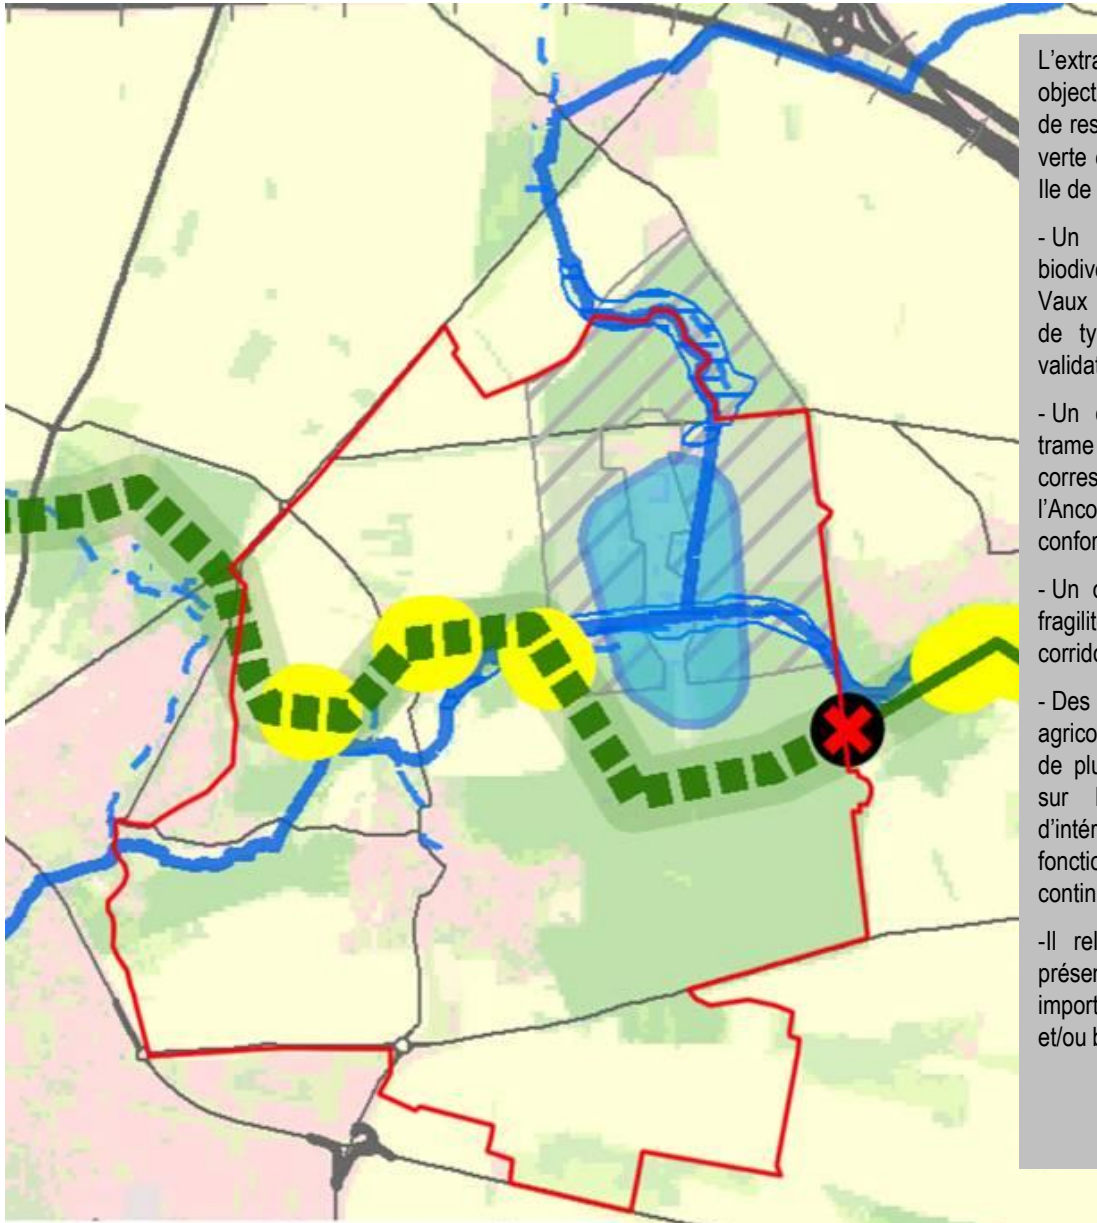 L'extra
object
de res
verte
Ile de
- Un
biodive
Vaux
de ty
valida
- Un
trame
corres
l'Anco
confor
- Un
fragilit
corrido
- Des
agrico
de plu
sur
d'intér
fonctio
contin
-Il rel
préser
import
et/ou